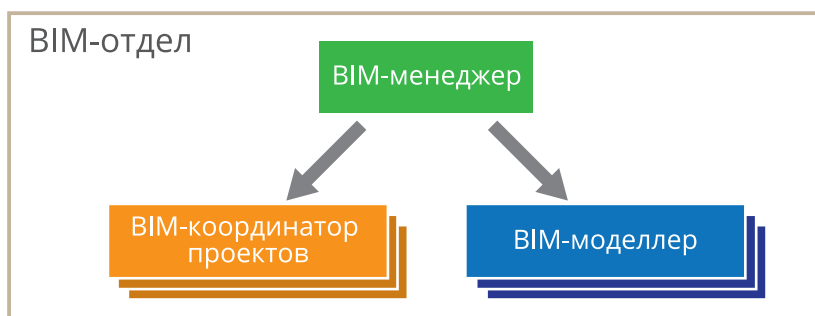 BIM-отдел
BIM-менеджер
BIM-координатор
проектов
BIM-моделлер